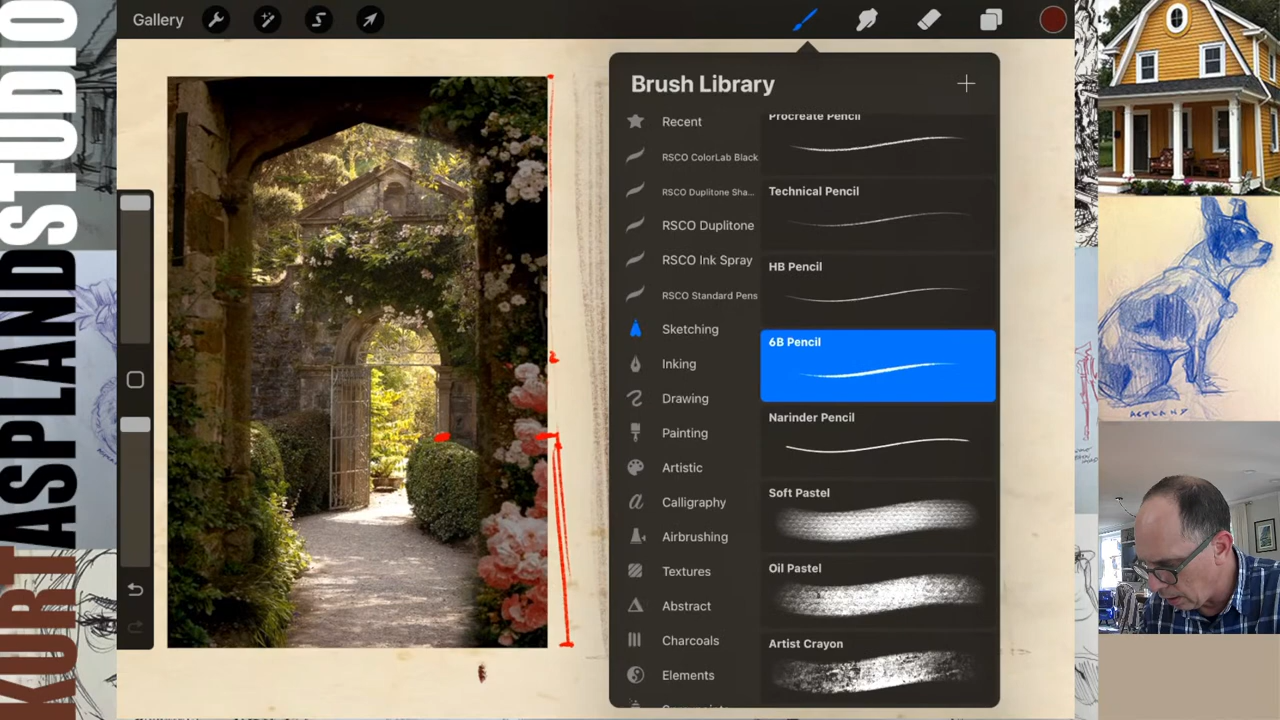 Gallery
Brush Library
Recent
RSCO ColorLab Black
RSCO Duplitone Sha...
RSCO Duplitone
RSCO Ink Spray
RSCO Standard Pens
Sketching
Inking
Drawing
Painting
Artistic
Calligraphy
Airbrushing
Textures
Abstract
Charcoals
Elements
Procreate Pencil
Technical Pencil
HB Pencil
6B Pencil
Narinder Pencil
Soft Pastel
Oil Pastel
Artist Crayon
KURT ASPLAND STUDIO